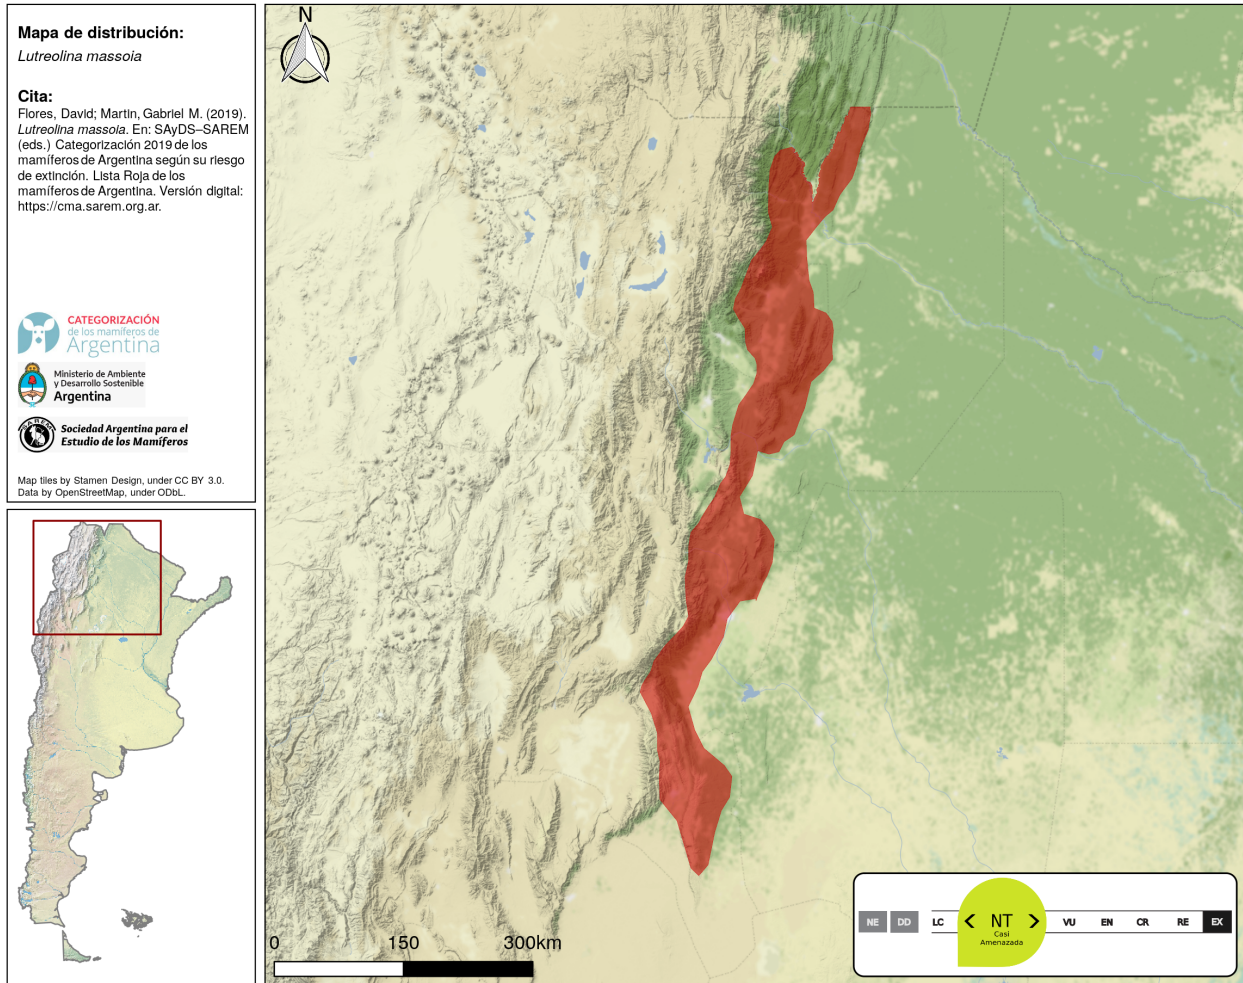 Mapa de distribución:
Lutreolina massoia
Cita:
Flores, David; Martin, Gabriel M. (2019).
Lutreolina massoia. En: SAyDS–SAREM
(eds.) Categorización 2019 de los
mamíferos de Argentina según su riesgo
de extinción. Lista Roja de los
mamíferos de Argentina. Versión digital:
https://cma.sarem.org.ar.
CATEGORIZACIÓN
de los mamíferos de
Argentina
Ministerio de Ambiente
y Desarrollo Sostenible
Argentina
SAREM
Sociedad Argentina para el
Estudio de los Mamíferos
Map tiles by Stamen Design, under CC BY 3.0.
Data by OpenStreetMap, under ODbL.
N
0 150 300km
NE DD LC < NT > VU EN CR RE EX
Casi
Amenazada